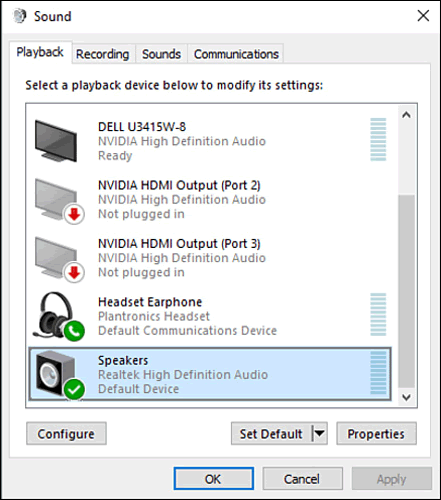 Sound
Playback Recording Sounds Communications
Select a playback device below to modify its settings:
DELL U3415W-8
NVIDIA High Definition Audio
Ready
NVIDIA HDMI Output (Port 2)
NVIDIA High Definition Audio
Not plugged in
NVIDIA HDMI Output (Port 3)
NVIDIA High Definition Audio
Not plugged in
Headset Earphone
Plantronics Headset
Default Communications Device
Speakers
Realtek High Definition Audio
Default Device
Configure Set Default Properties
OK Cancel Apply